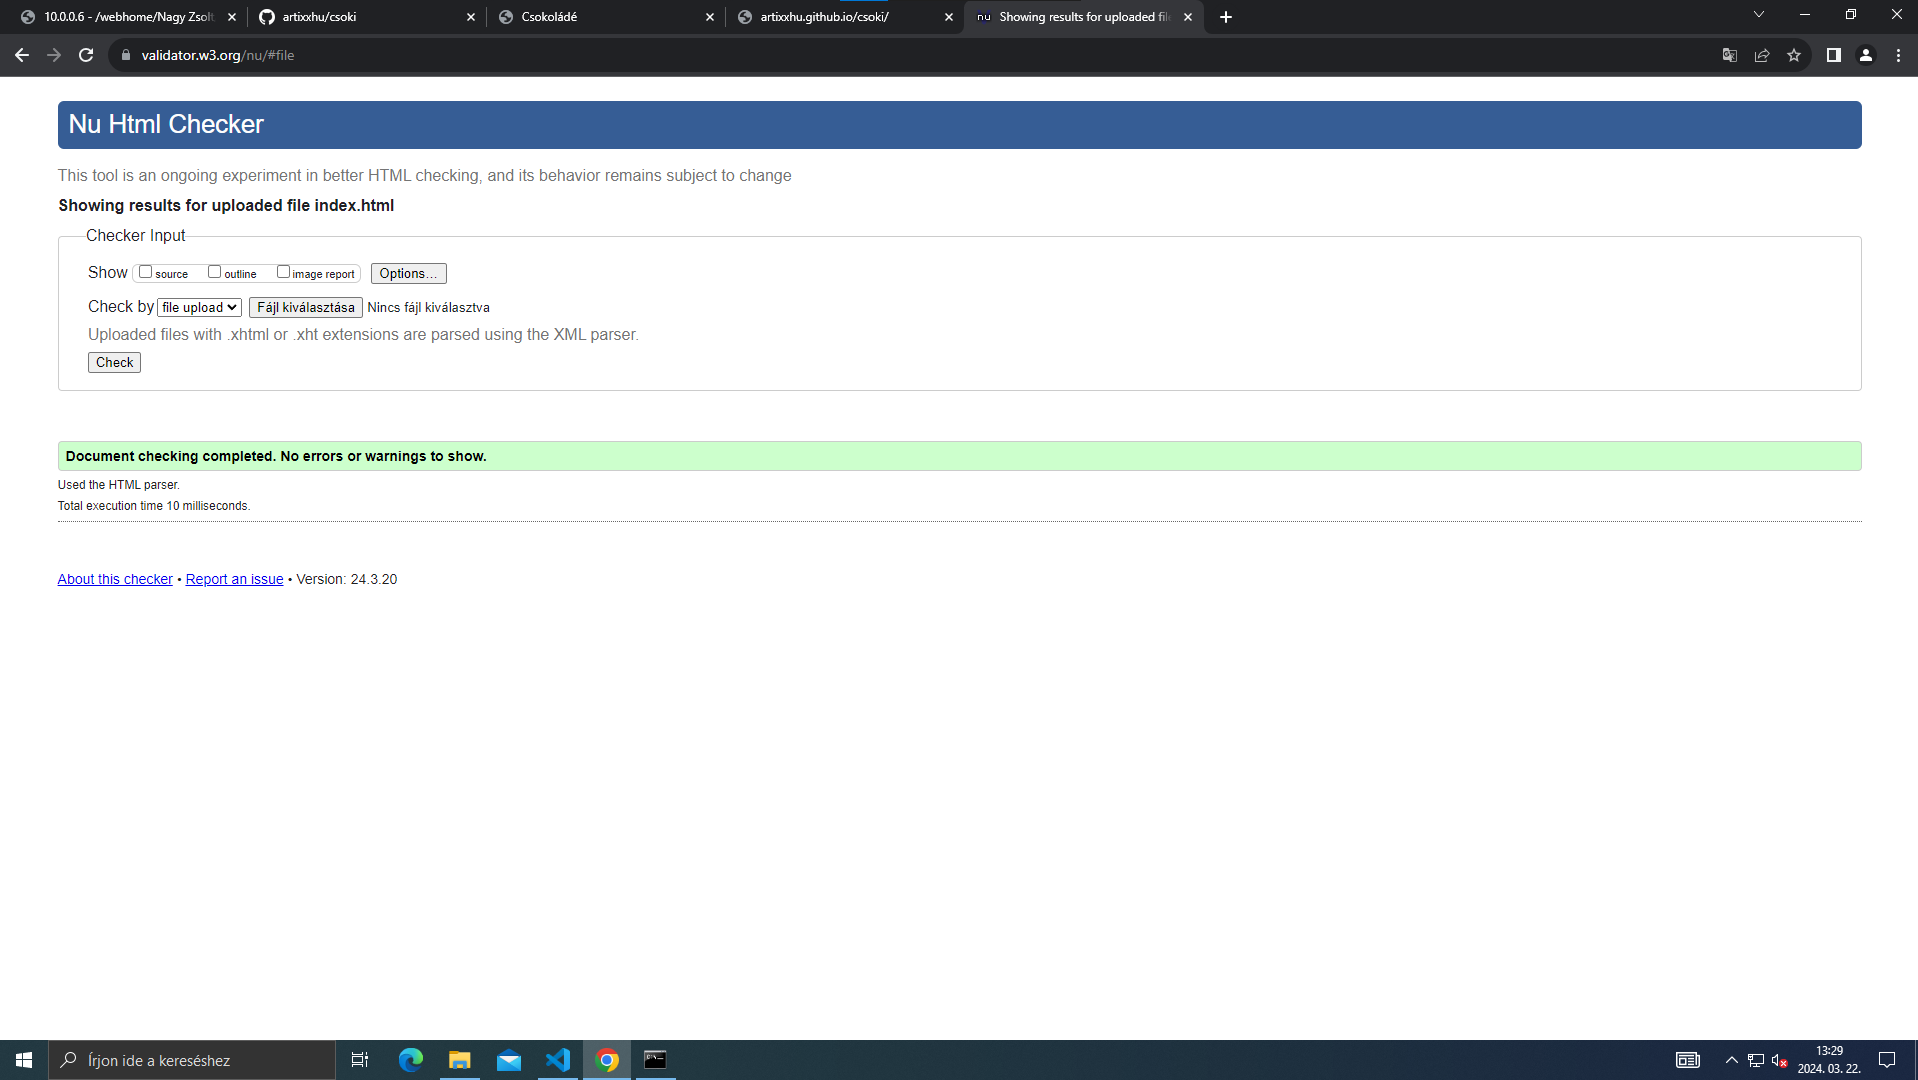 10.0.0.6 - /webhome/Nagy Zsolt
artixxhu/csoki
Csokoládé
artixxhu.github.io/csoki/
nu Showing results for uploaded file
validator.w3.org/nu/#file
Nu Html Checker
This tool is an ongoing experiment in better HTML checking, and its behavior remains subject to change
Showing results for uploaded file index.html
Checker Input
Show source outline image report Options...
Check by file upload Fájl kiválasztása Nincs fájl kiválasztva
Uploaded files with .xhtml or .xht extensions are parsed using the XML parser.
Check
Document checking completed. No errors or warnings to show.
Used the HTML parser.
Total execution time 10 milliseconds.
About this checker • Report an issue • Version: 24.3.20
Írjon ide a kereséshez
13:29
2024. 03. 22.